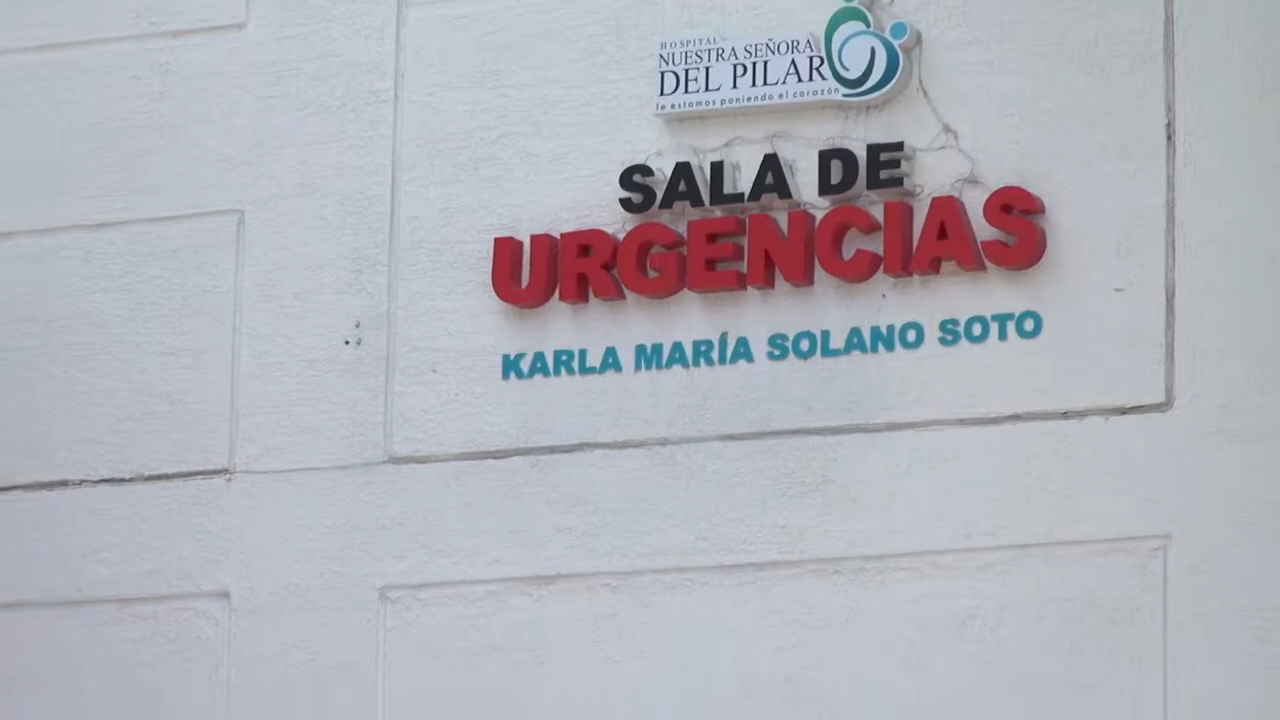 HOSPITAL
NUESTRA SEÑORA
DEL PILAR
le estamos poniendo el corazón
SALA DE
URGENCIAS
KARLA MARÍA SOLANO SOTO